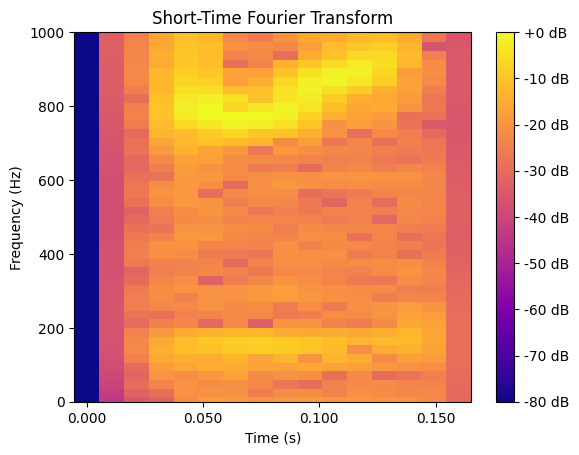 Short-Time Fourier Transform
1000
800
600
400
200
0
Frequency (Hz)
0.000
0.050
0.100
0.150
Time (s)
+0 dB
-10 dB
-20 dB
-30 dB
-40 dB
-50 dB
-60 dB
-70 dB
-80 dB